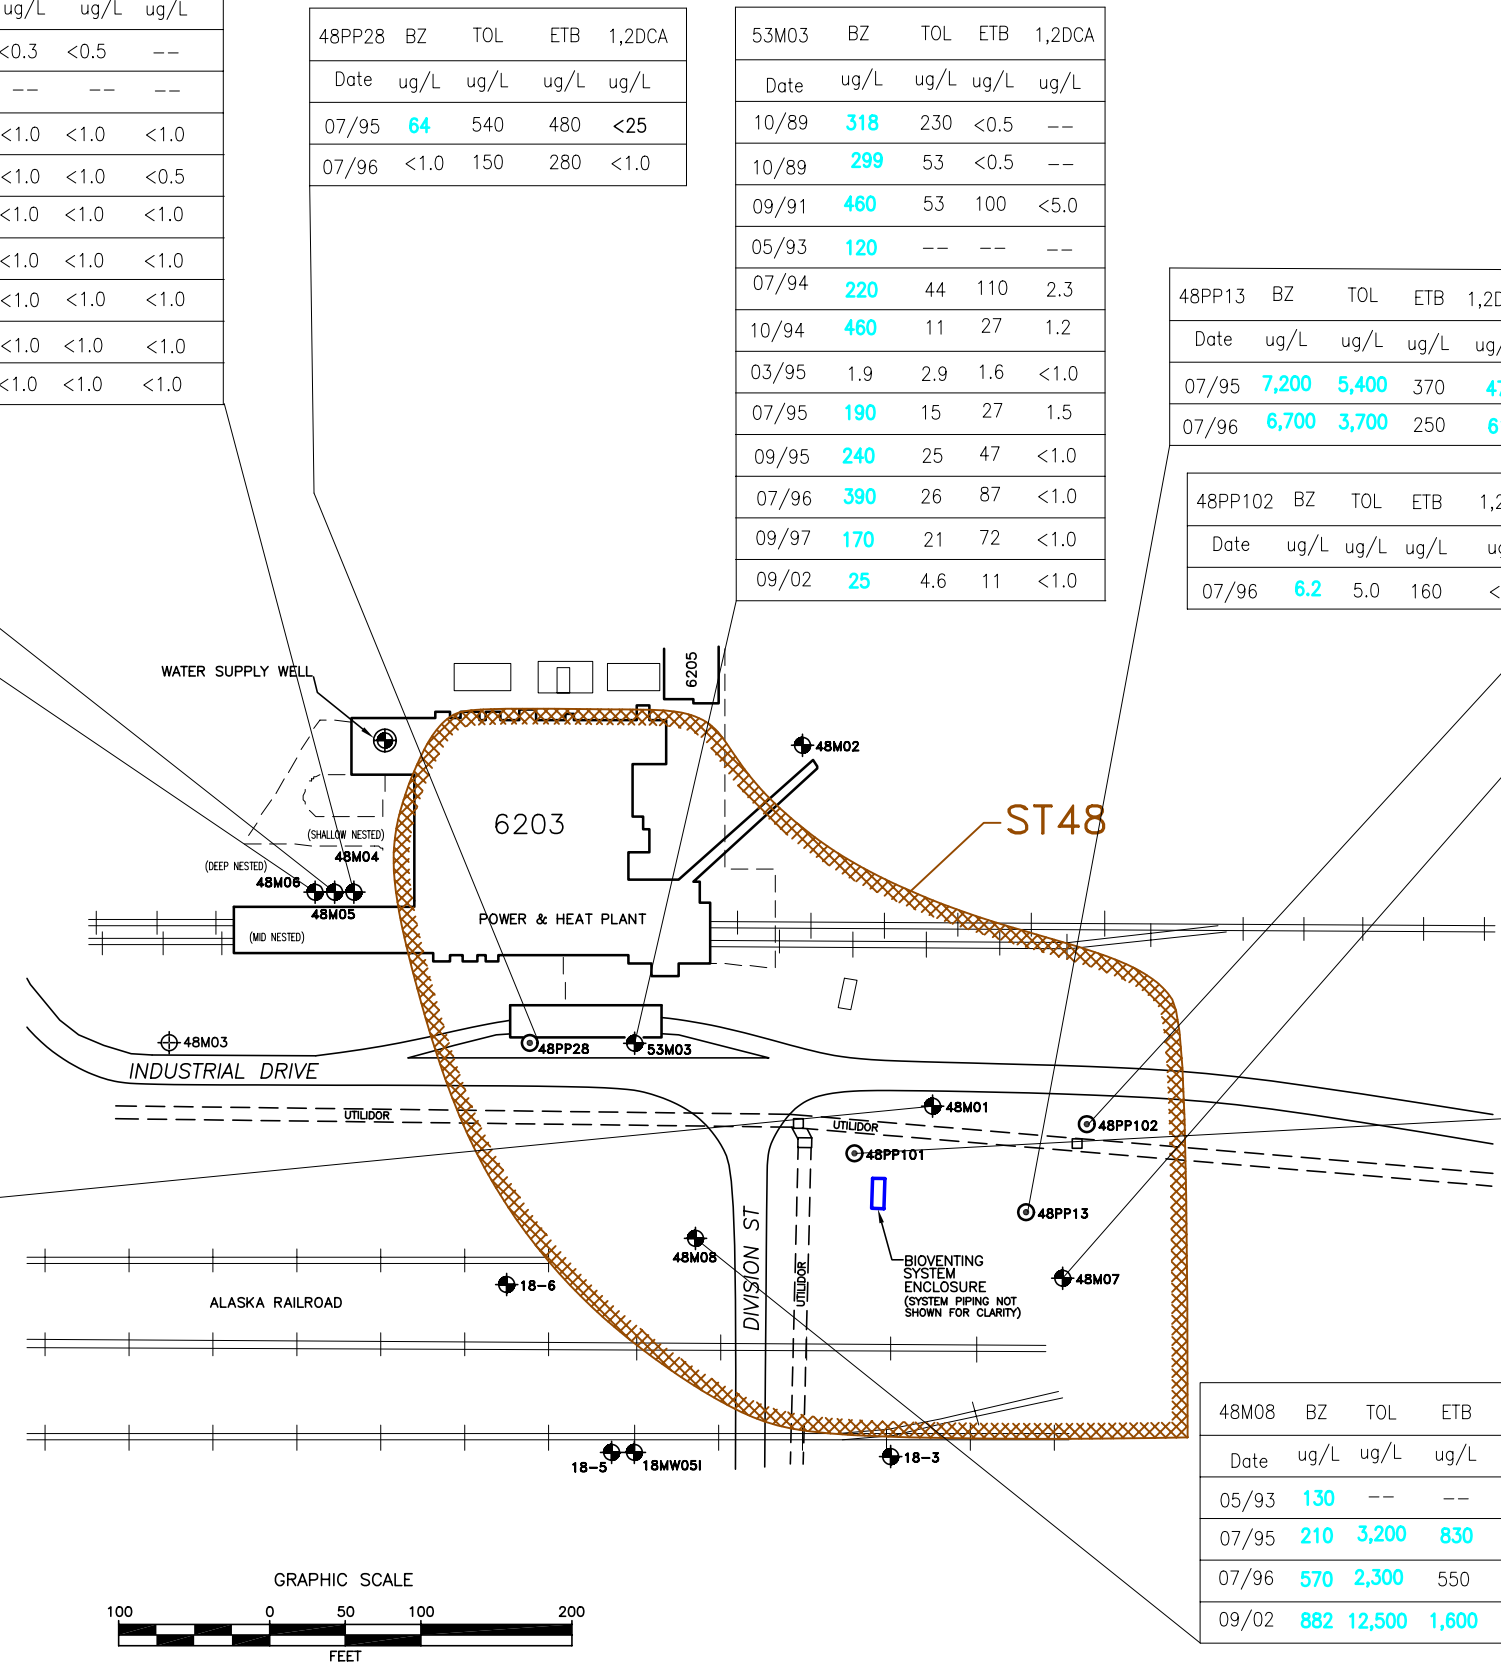 ug/L ug/L ug/L
<0.3 <0.5 --
-- -- --
<1.0 <1.0 <1.0
<1.0 <1.0 <0.5
<1.0 <1.0 <1.0
<1.0 <1.0 <1.0
<1.0 <1.0 <1.0
<1.0 <1.0 <1.0
<1.0 <1.0 <1.0
48PP28 BZ TOL ETB 1,2DCA
Date ug/L ug/L ug/L ug/L
07/95 64 540 480 <25
07/96 <1.0 150 280 <1.0
53M03 BZ TOL ETB 1,2DCA
Date ug/L ug/L ug/L ug/L
10/89 318 230 <0.5 --
10/89 299 53 <0.5 --
09/91 460 53 100 <5.0
05/93 120 -- -- --
07/94 220 44 110 2.3
10/94 460 11 27 1.2
03/95 1.9 2.9 1.6 <1.0
07/95 190 15 27 1.5
09/95 240 25 47 <1.0
07/96 390 26 87 <1.0
09/97 170 21 72 <1.0
09/02 25 4.6 11 <1.0
48PP13 BZ TOL ETB
Date ug/L ug/L ug/L
07/95 7,200 5,400 370
07/96 6,700 3,700 250
48PP102 BZ TOL ETB
Date ug/L ug/L ug/L
07/96 6.2 5.0 160
WATER SUPPLY WELL
6205
48M02
6203
ST48
(SHALLOW NESTED)
48M04
(DEEP NESTED)
48M06
48M05
(MID NESTED)
POWER & HEAT PLANT
48M03
48PP28
53M03
INDUSTRIAL DRIVE
UTILIDOR
48M01
UTILIDOR
48PP102
48PP101
48PP13
DIVISION ST
48M08
UTILIDOR
BIOVENTING
SYSTEM
ENCLOSURE
(SYSTEM PIPING NOT
SHOWN FOR CLARITY)
48M07
18-6
ALASKA RAILROAD
18-5
18MW05I
18-3
48M08 BZ TOL ETB
Date ug/L ug/L ug/L
05/93 130 -- --
07/95 210 3,200 830
07/96 570 2,300 550
09/02 882 12,500 1,600
GRAPHIC SCALE
100 0 50 100 200
FEET